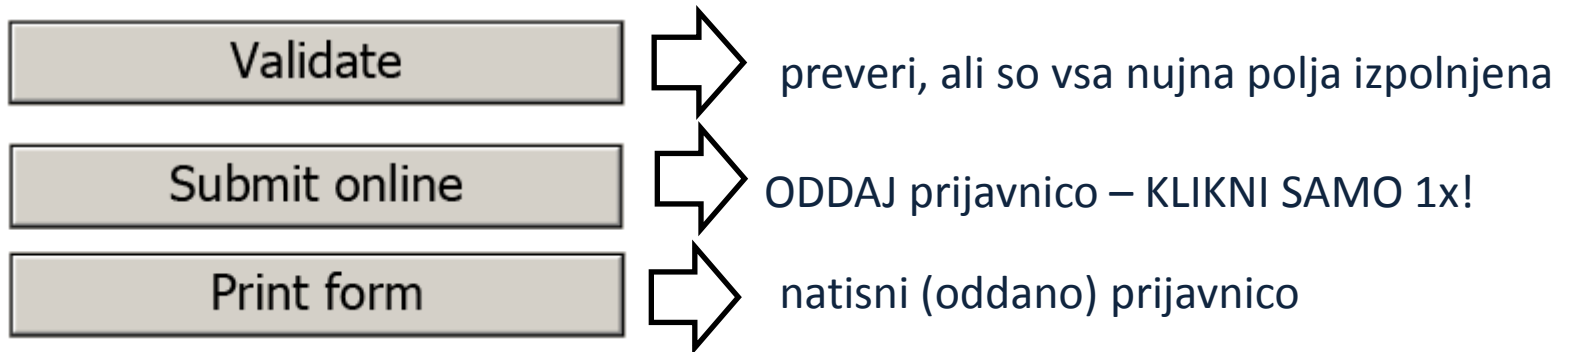 Validate
preveri, ali so vsa nujna polja izpolnjena
Submit online
ODDAJ prijavnico – KLIKNI SAMO 1x!
Print form
natisni (oddano) prijavnico